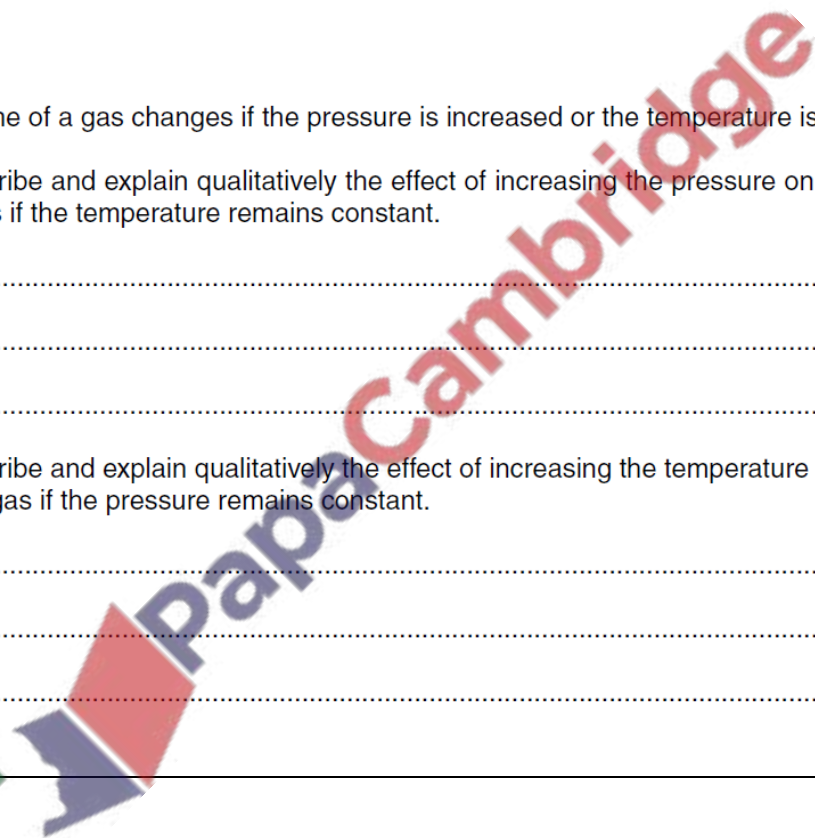 ne of a gas changes if the pressure is increased or the temperature is
ribe and explain qualitatively the effect of increasing the pressure on
s if the temperature remains constant.
ribe and explain qualitatively the effect of increasing the temperature
gas if the pressure remains constant.
PapaCambridge